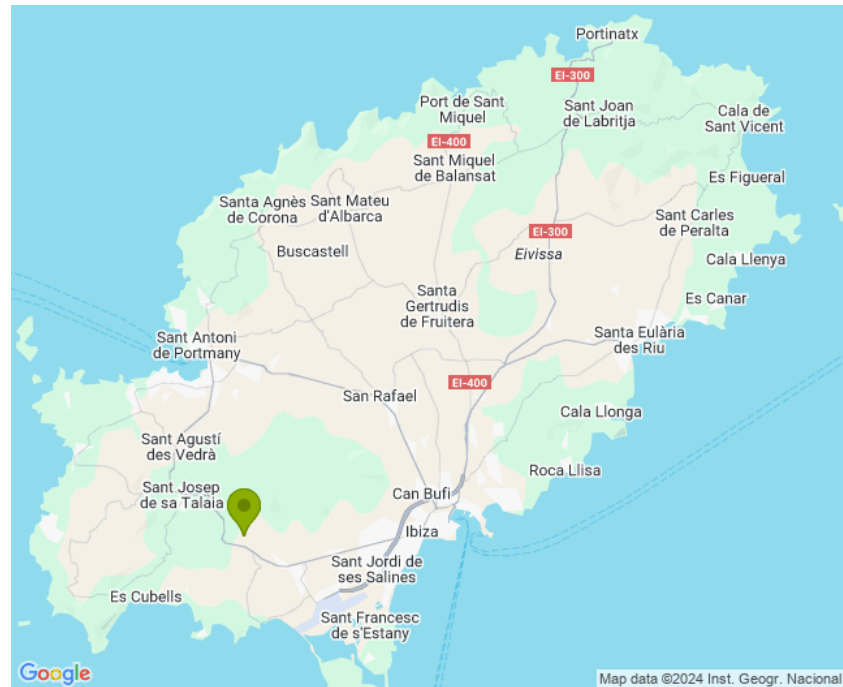 Portinatx
EI-300
Port de Sant
Miquel
Sant Joan
de Labritja
Cala de
Sant Vicent
EI-400
Sant Miquel
de Balansat
Es Figueral
Santa Agnès
de Corona
Sant Mateu
d'Albarca
Sant Carles
de Peralta
EI-300
Buscastell
Eivissa
Cala Llenya
Santa
Gertrudis
de Fruitera
Es Canar
Sant Antoni
de Portmany
Santa Eulària
des Riu
EI-400
San Rafael
Cala Llonga
Sant Agustí
des Vedrà
Roca Llisa
Sant Josep
de sa Talaia
Can Bufi
Ibiza
Sant Jordi de
ses Salines
Es Cubells
Sant Francesc
de s'Estany
Google
Map data ©2024 Inst. Geogr. Nacional